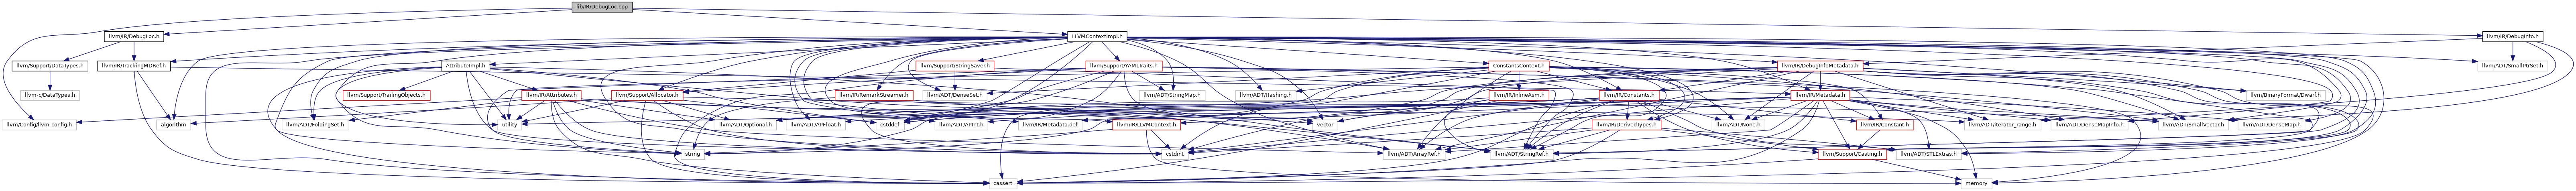 lib/IR/DebugLoc.cpp
llvm/IR/DebugLoc.h
LLVMContextImpl.h
llvm/IR/DebugInfo.h
llvm/Support/DataTypes.h
llvm/IR/TrackingMDRef.h
AttributeImpl.h
llvm/Support/StringSaver.h
llvm/Support/YAMLTraits.h
ConstantsContext.h
llvm/IR/DebugInfoMetadata.h
llvm/ADT/SmallPtrSet.h
llvm-c/DataTypes.h
llvm/Support/TrailingObjects.h
llvm/IR/Attributes.h
llvm/Support/Allocator.h
llvm/IR/RemarkStreamer.h
llvm/ADT/DenseSet.h
llvm/ADT/StringMap.h
llvm/ADT/Hashing.h
llvm/IR/InlineAsm.h
llvm/IR/Constants.h
llvm/IR/Metadata.h
llvm/BinaryFormat/Dwarf.h
llvm/Config/llvm-config.h
algorithm
llvm/ADT/FoldingSet.h
utility
llvm/ADT/Optional.h
llvm/ADT/APFloat.h
cstddef
llvm/ADT/APInt.h
llvm/IR/Metadata.def
llvm/IR/LLVMContext.h
vector
llvm/IR/DerivedTypes.h
llvm/ADT/None.h
llvm/IR/Constant.h
llvm/ADT/iterator_range.h
llvm/ADT/DenseMapInfo.h
llvm/ADT/SmallVector.h
llvm/ADT/DenseMap.h
string
cstdint
llvm/ADT/ArrayRef.h
llvm/ADT/StringRef.h
llvm/Support/Casting.h
llvm/ADT/STLExtras.h
cassert
memory